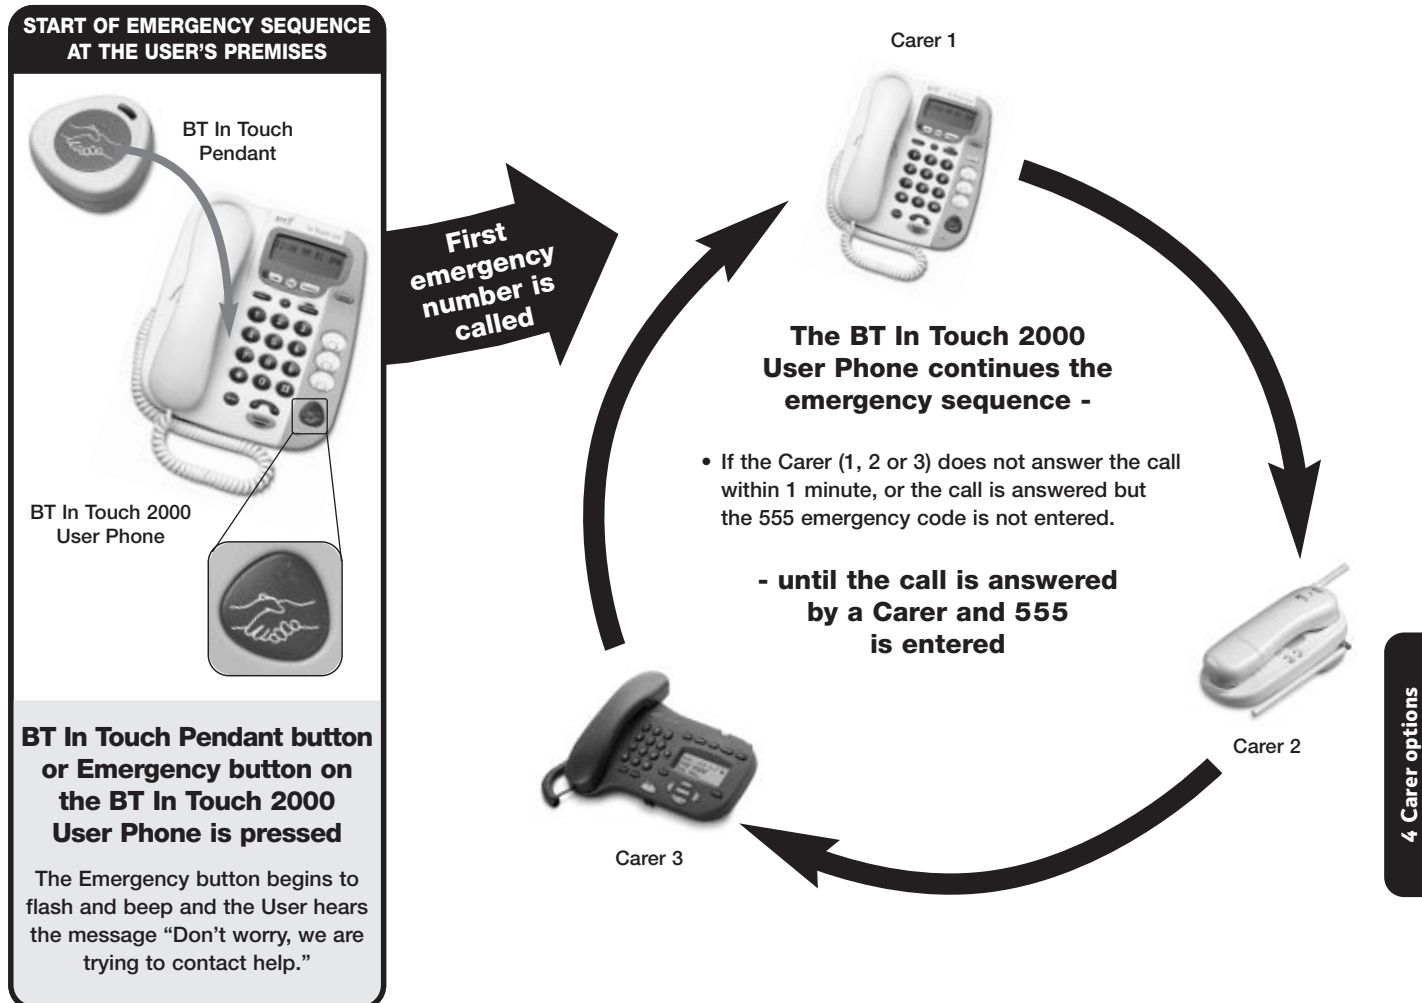 START OF EMERGENCY SEQUENCE
AT THE USER'S PREMISES
BT In Touch
Pendant
BT In Touch 2000
User Phone
BT In Touch Pendant button
or Emergency button on
the BT In Touch 2000
User Phone is pressed
The Emergency button begins to
flash and beep and the User hears
the message “Don't worry, we are
trying to contact help.”
First
emergency
number is
called
Carer 1
The BT In Touch 2000
User Phone continues the
emergency sequence -
• If the Carer (1, 2 or 3) does not answer the call
within 1 minute, or the call is answered but
the 555 emergency code is not entered.
- until the call is answered
by a Carer and 555
is entered
Carer 2
Carer 3
4 Carer options